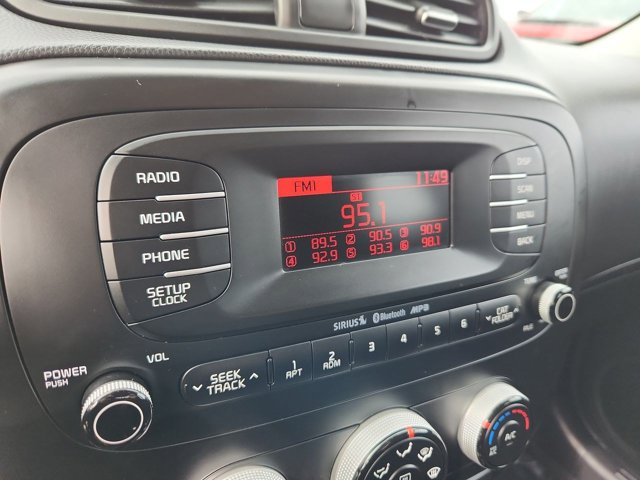 RADIO
MEDIA
PHONE
SETUP
CLOCK
FM1
11:49
ST
95.1
1 89.5 2 90.5 3 90.9
4 92.9 5 93.3 6 98.1
DISP
SCAN
MENU
BACK
SIRIUS Bluetooth MP3
POWER
PUSH
VOL
SEEK
TRACK
1
RPT
2
RDM
3
4
5
6
CAT
FOLDER
TUNE
FILE
A/C